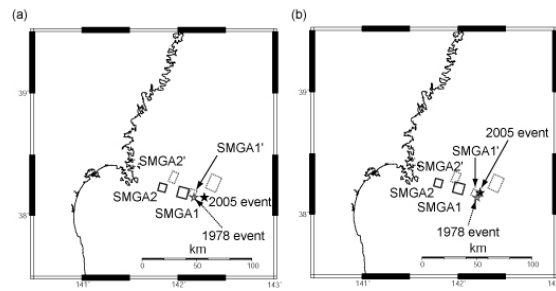 (a)
39
38
SMGA1'
SMGA2'
SMGA2
SMGA1
2005 event
1978 event
km
0 50 100
141° 142° 143°
(b)
39
38
2005 event
SMGA1'
SMGA2'
SMGA2
SMGA1
1978 event
km
0 50 100
141° 142° 143°